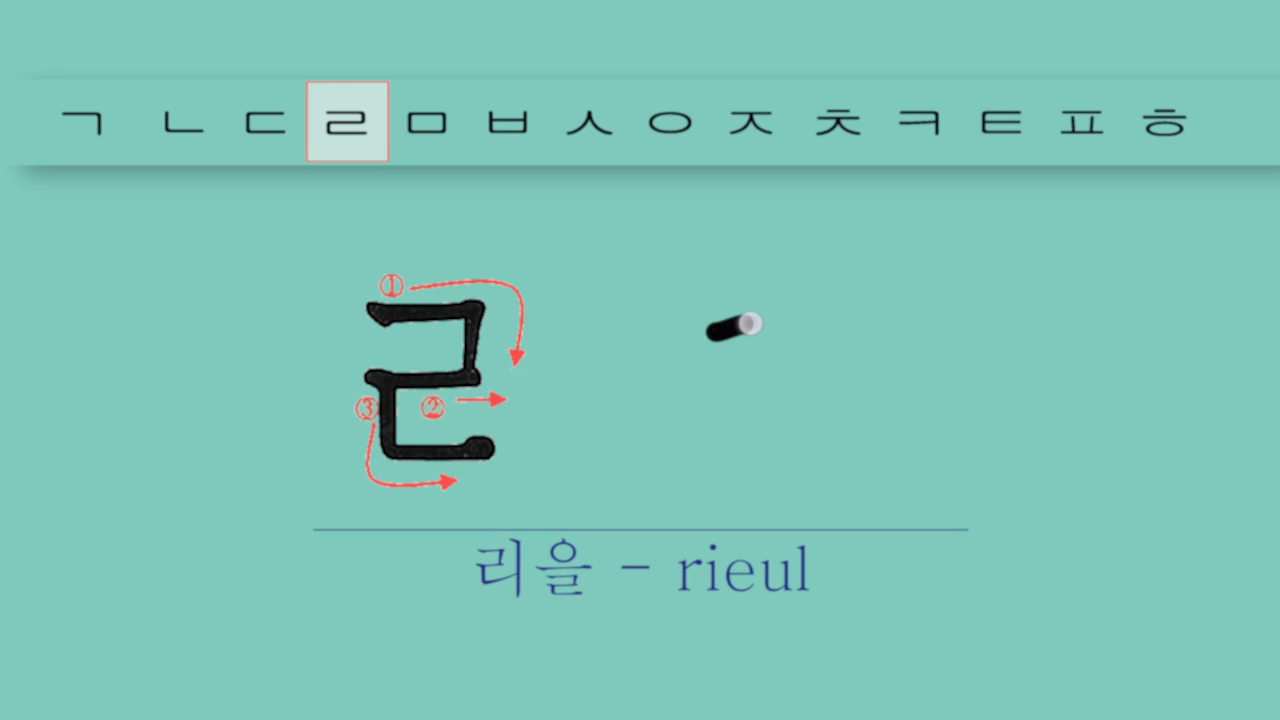 ㄱ ㄴ ㄷ ㄹ ㅁ ㅂ ㅅ ㅇ ㅈ ㅊ ㅋ ㅌ ㅍ ㅎ
① 
ㄹ
③ ②
리을 - rieul